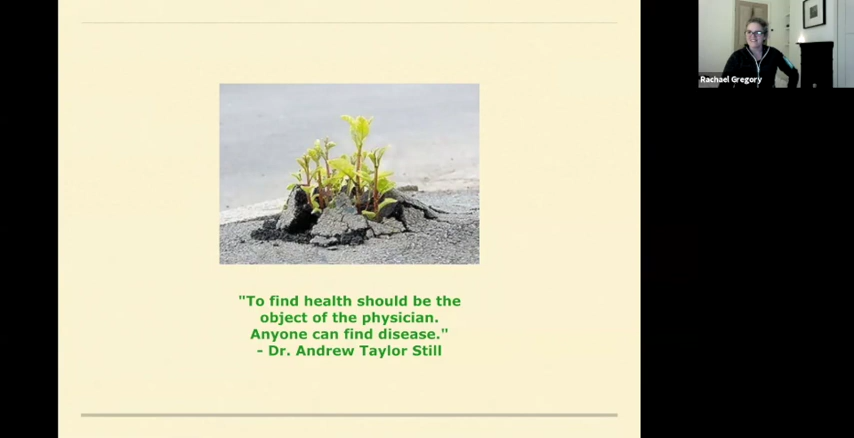 "To find health should be the
object of the physician.
Anyone can find disease."
- Dr. Andrew Taylor Still
Rachael Gregory